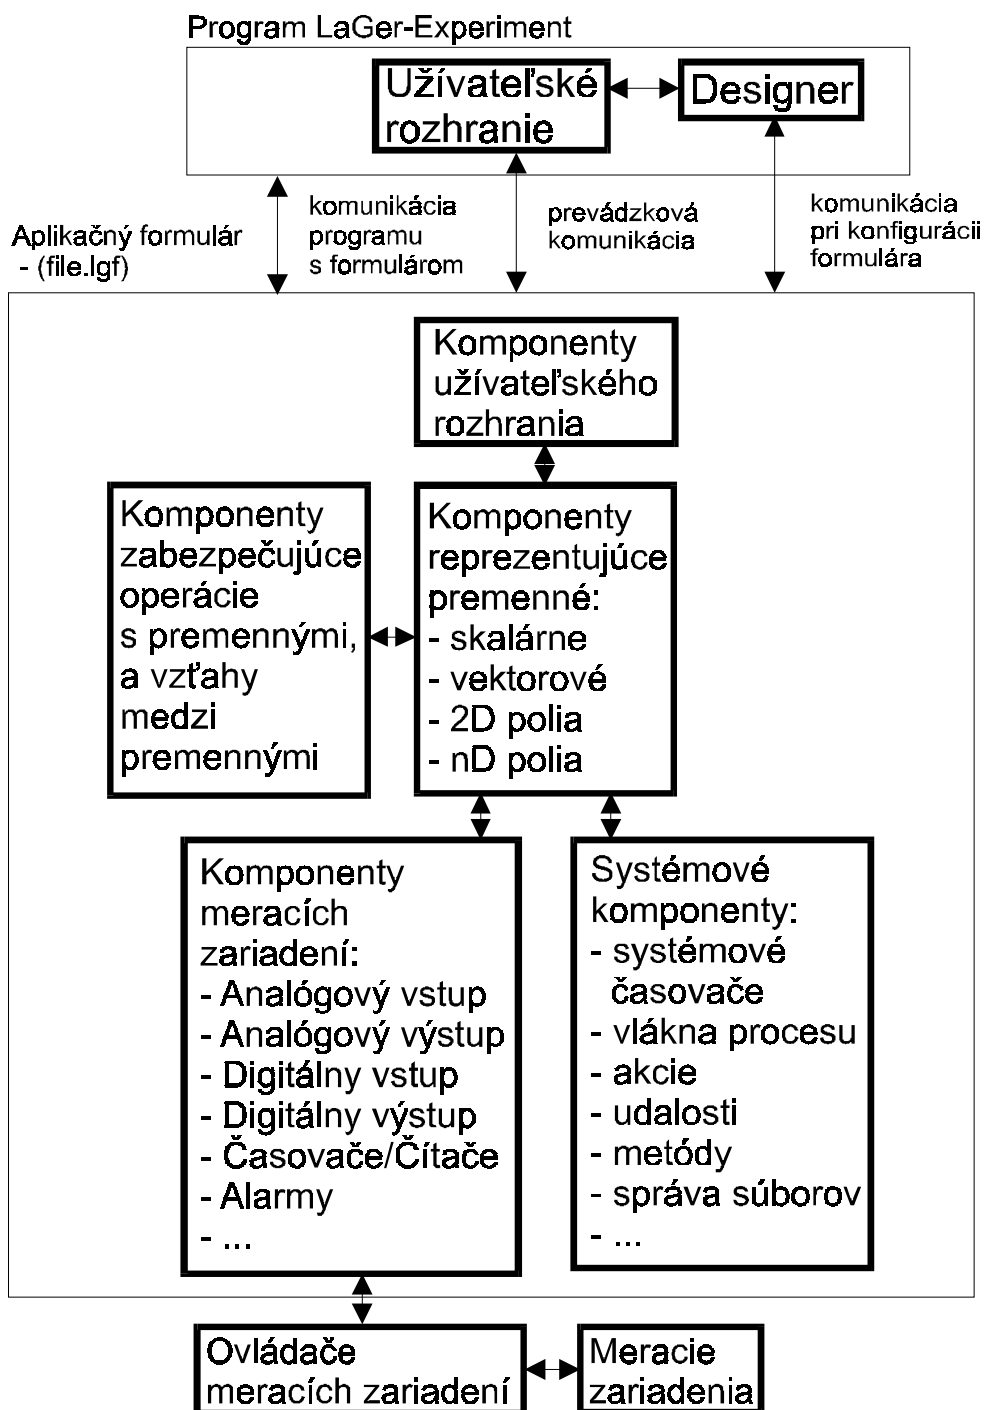 Program LaGer-Experiment
Užívateľské
rozhranie
Designer
komunikácia
programu
s formulárom
prevádzková
komunikácia
komunikácia
pri konfigurácii
formulára
Aplikačný formulár
- (file.lgf)
Komponenty
užívateľského
rozhrania
Komponenty
zabezpečujúce
operácie
s premennými,
a vzťahy
medzi
premennými
Komponenty
reprezentujúce
premenné:
- skalárne
- vektorové
- 2D polia
- nD polia
Komponenty
meracích
zariadení:
- Analógový vstup
- Analógový výstup
- Digitálny vstup
- Digitálny výstup
- Časovače/Čítače
- Alarmy
- ...
Systémové
komponenty:
- systémové
časovače
- vlákna procesu
- akcie
- udalosti
- metódy
- správa súborov
- ...
Ovládače
meracích zariadení
Meracie
zariadenia